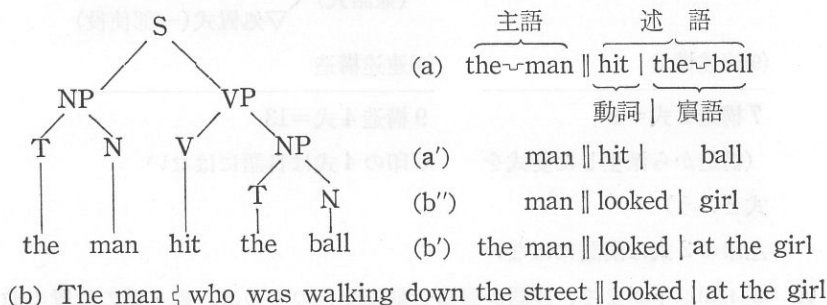 S
NP VP
T N V NP
T N
the man hit the ball
主語 述 語
(a) the man ‖ hit | the ball
動詞 | 賓語
(a′) man ‖ hit | ball
(b″) man ‖ looked | girl
(b′) the man ‖ looked | at the girl
(b) The man ⧙ who was walking down the street ‖ looked | at the girl